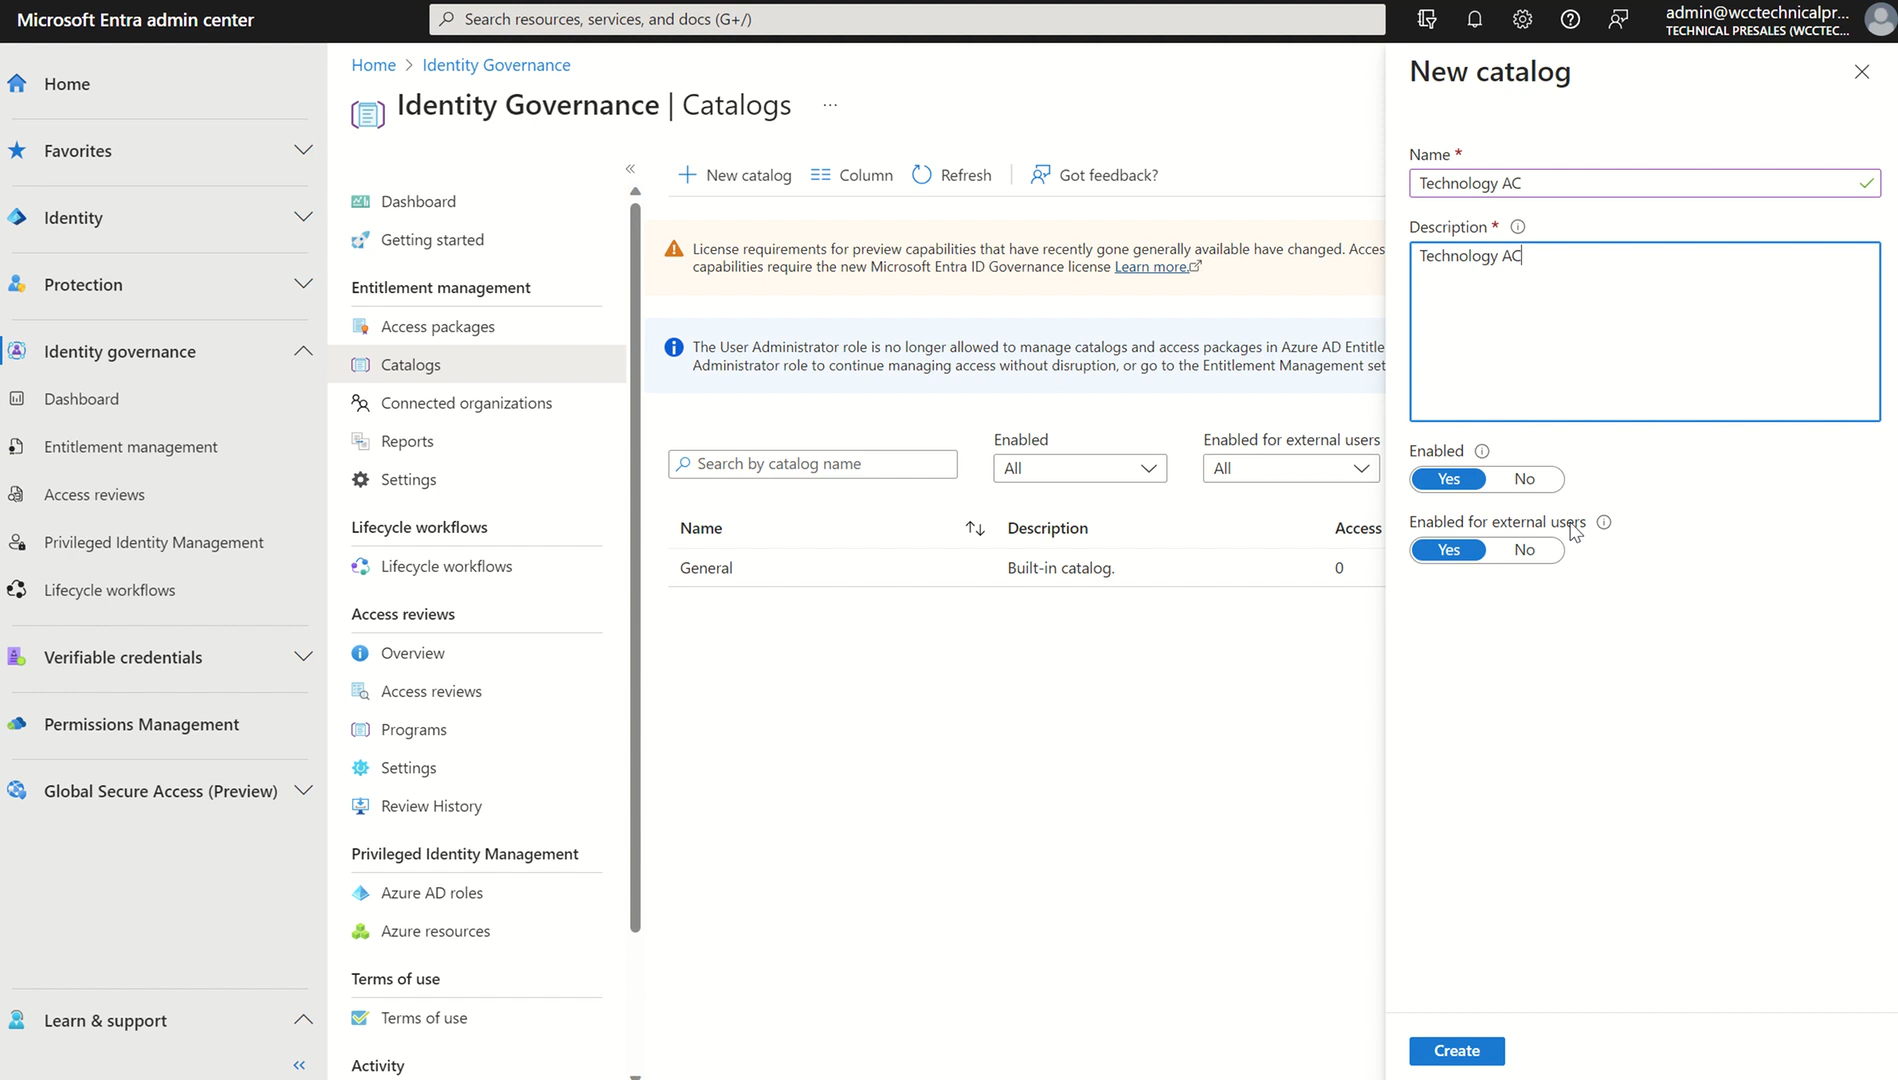 Microsoft Entra admin center
Search resources, services, and docs (G+/)
admin@wcctechnicalpr...
TECHNICAL PRESALES (WCCTEC...
Home
Favorites
Identity
Protection
Identity governance
Dashboard
Entitlement management
Access reviews
Privileged Identity Management
Lifecycle workflows
Verifiable credentials
Permissions Management
Global Secure Access (Preview)
Learn & support
Home > Identity Governance
Identity Governance | Catalogs
Dashboard
Getting started
Entitlement management
Access packages
Catalogs
Connected organizations
Reports
Settings
Lifecycle workflows
Lifecycle workflows
Access reviews
Overview
Access reviews
Programs
Settings
Review History
Privileged Identity Management
Azure AD roles
Azure resources
Terms of use
Terms of use
Activity
New catalog Column Refresh Got feedback?
License requirements for preview capabilities that have recently gone generally available have changed. Acces
capabilities require the new Microsoft Entra ID Governance license Learn more.
The User Administrator role is no longer allowed to manage catalogs and access packages in Azure AD Entitle
Administrator role to continue managing access without disruption, or go to the Entitlement Management set
Search by catalog name
Enabled
All
Enabled for external users
All
Name Description Access
General Built-in catalog. 0
New catalog
Name *
Technology AC
Description *
Technology AC
Enabled
Yes No
Enabled for external users
Yes No
Create